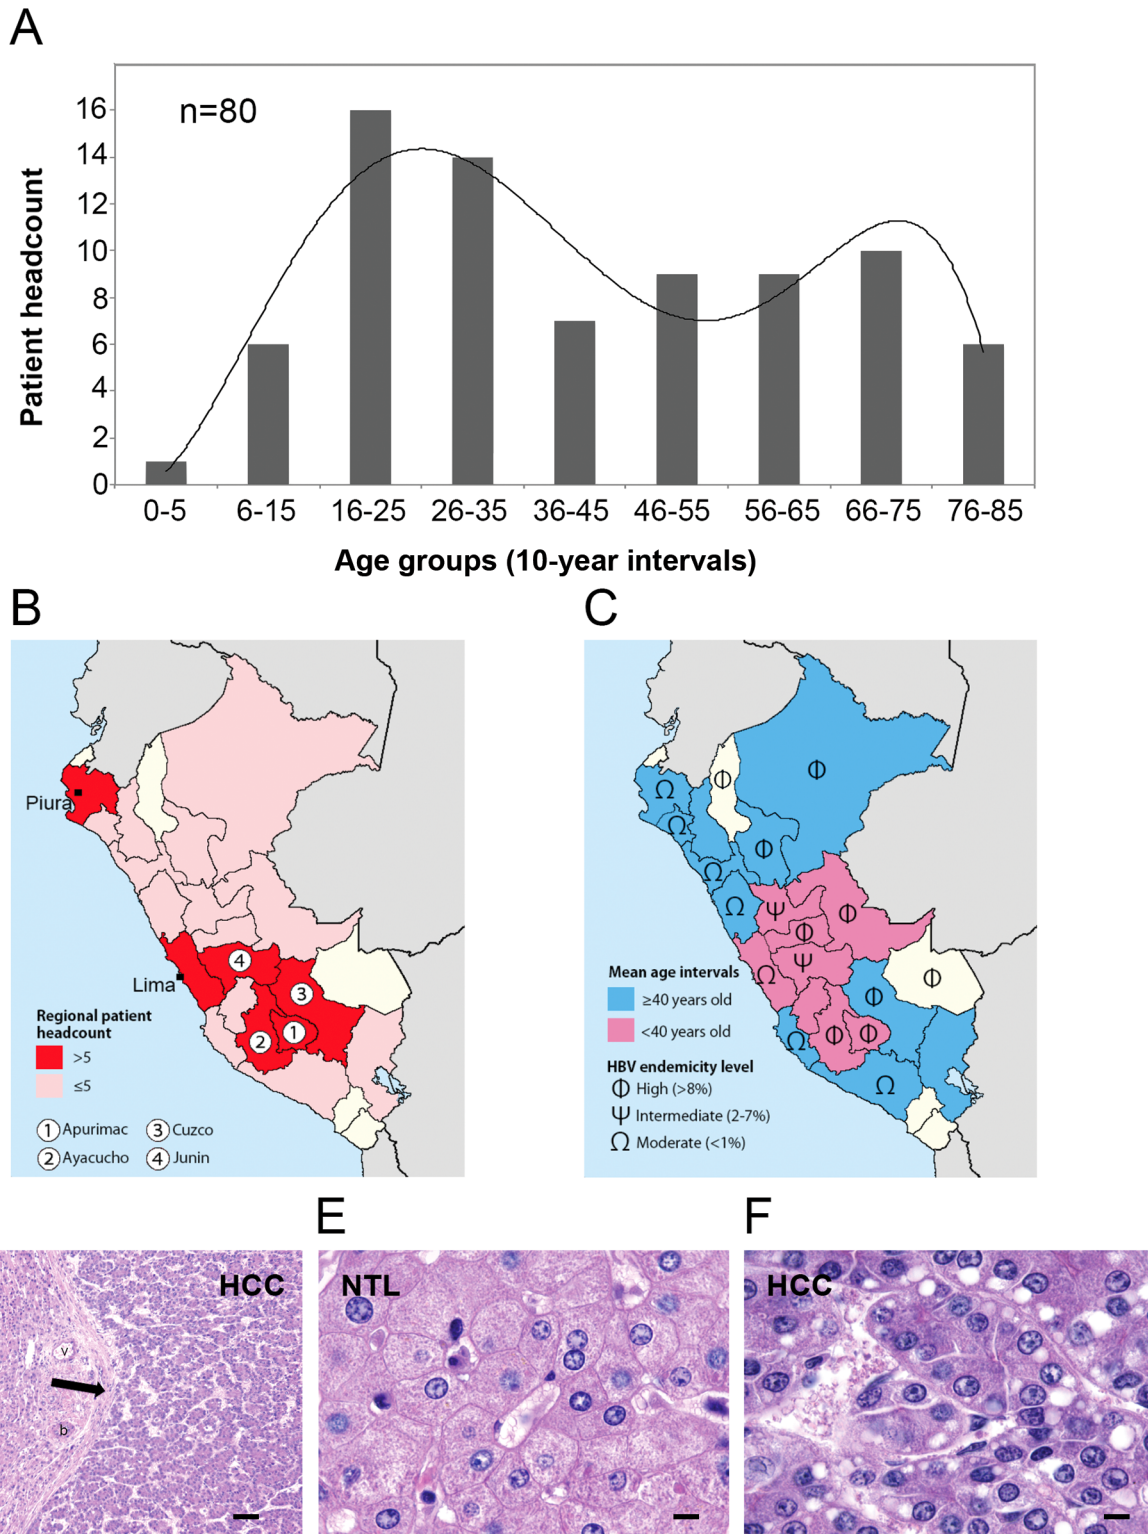 A
n=80
Patient headcount
16
14
12
10
8
6
4
2
0
0-5 6-15 16-25 26-35 36-45 46-55 56-65 66-75 76-85
Age groups (10-year intervals)
B
Piura
Lima
4
3
2
1
Regional patient
headcount
>5
≤5
1 Apurimac 3 Cuzco
2 Ayacucho 4 Junin
C
Φ
Φ
Ω
Ω
Φ
Ω
Ω
Ψ
Φ
Φ
Ψ
Ω
Φ
Φ
Ω
Φ
Φ
Ω
Mean age intervals
≥40 years old
<40 years old
HBV endemicity level
Φ High (>8%)
Ψ Intermediate (2-7%)
Ω Moderate (<1%)
HCC
v
b
E
NTL
F
HCC